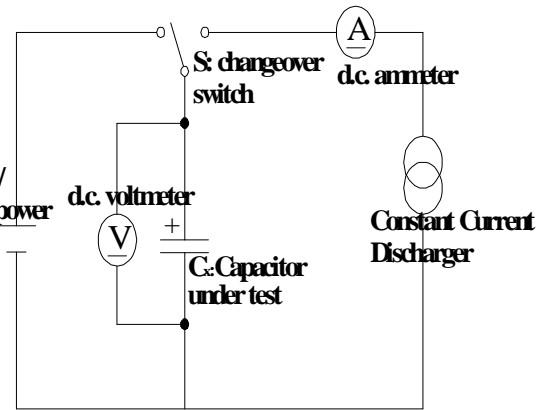 A
S: changeover
switch
d.c. ammeter
/
power
d.c. voltmeter
V
+
Cx:Capacitor
under test
Constant Current
Discharger